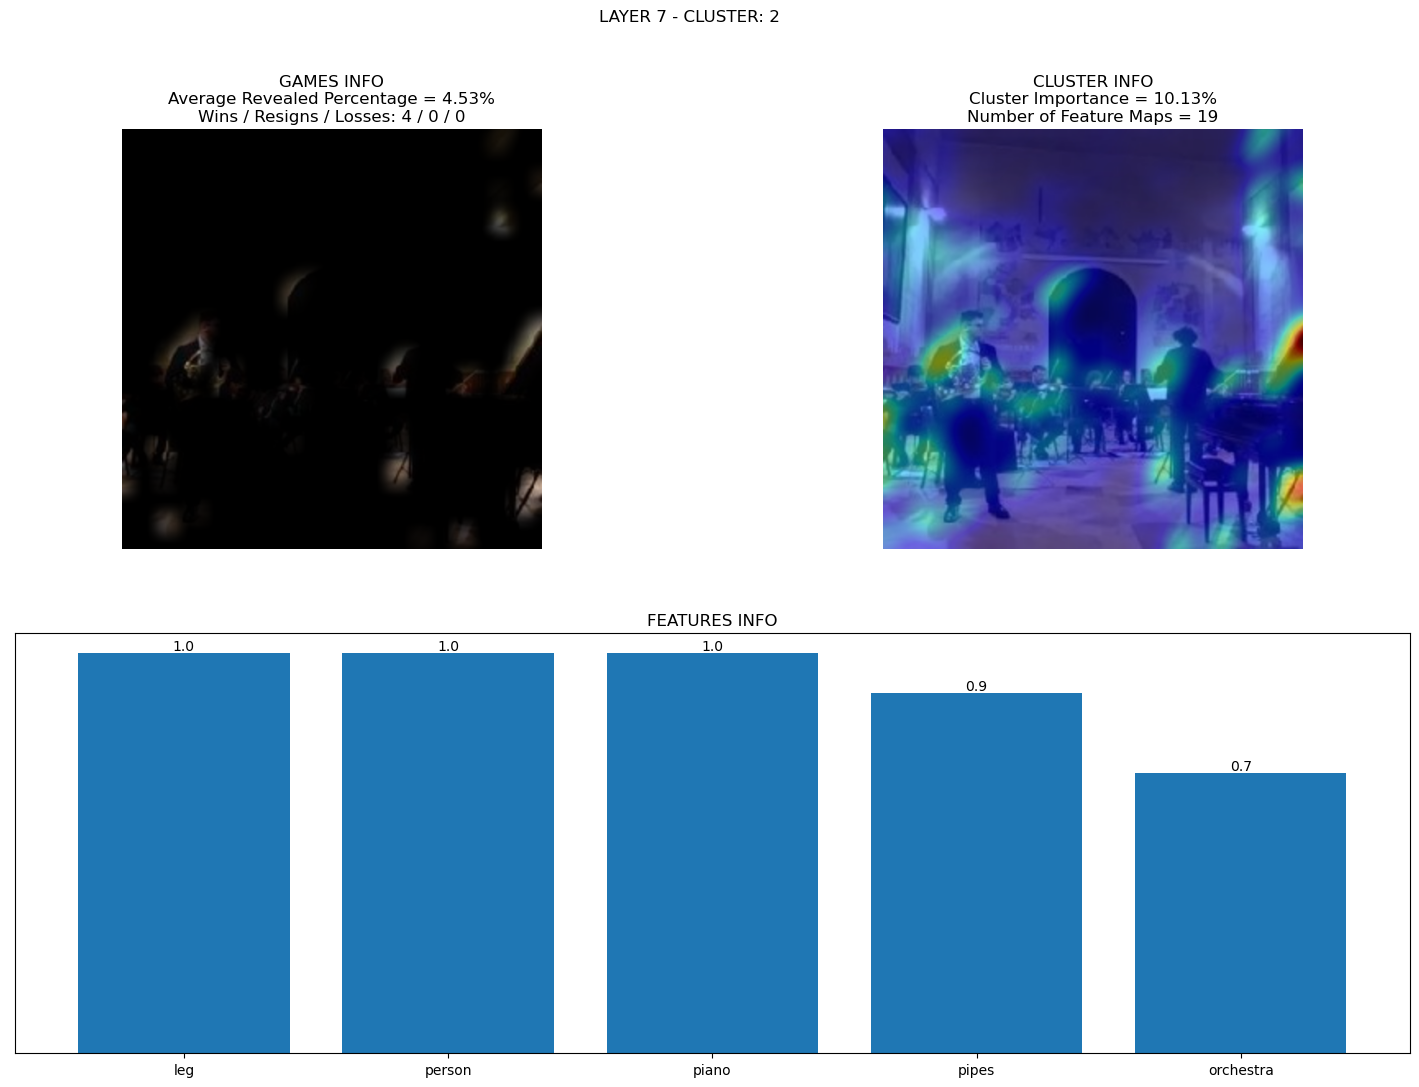 LAYER 7 - CLUSTER: 2
GAMES INFO
Average Revealed Percentage = 4.53%
Wins / Resigns / Losses: 4 / 0 / 0
CLUSTER INFO
Cluster Importance = 10.13%
Number of Feature Maps = 19
FEATURES INFO
1.0
1.0
1.0
0.9
0.7
leg
person
piano
pipes
orchestra